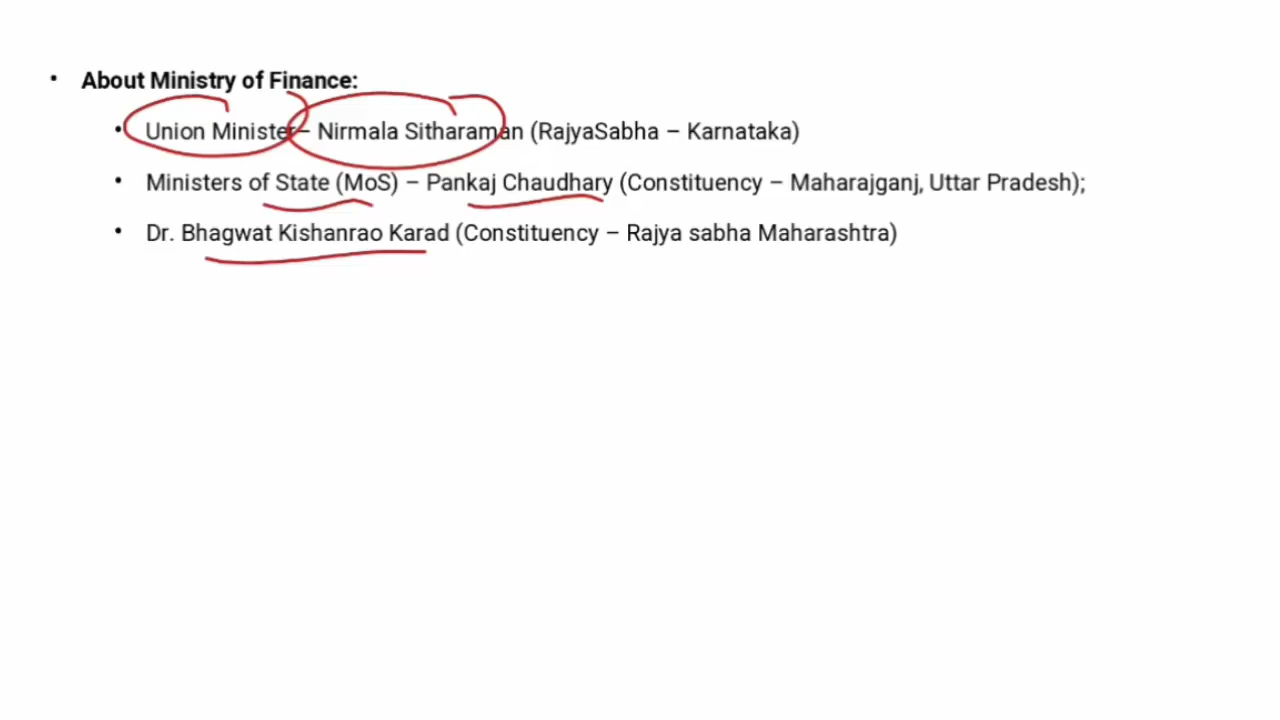 • About Ministry of Finance:
• Union Minister– Nirmala Sitharaman (RajyaSabha – Karnataka)
• Ministers of State (MoS) – Pankaj Chaudhary (Constituency – Maharajganj, Uttar Pradesh);
• Dr. Bhagwat Kishanrao Karad (Constituency – Rajya sabha Maharashtra)